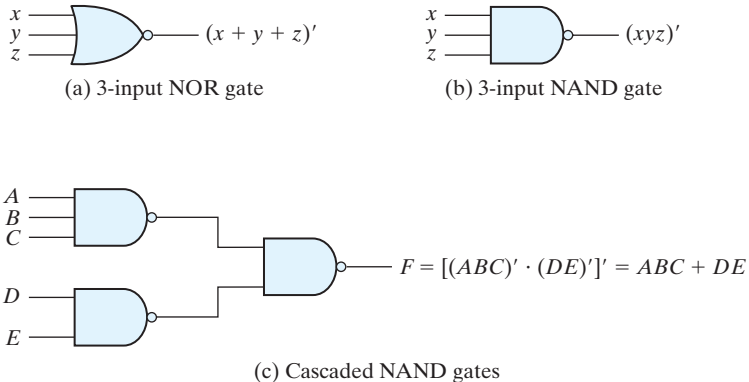 x
y
z
(x + y + z)′
(a) 3-input NOR gate
x
y
z
(xyz)′
(b) 3-input NAND gate
A
B
C
D
E
F = [(ABC)′ · (DE)′]′ = ABC + DE
(c) Cascaded NAND gates